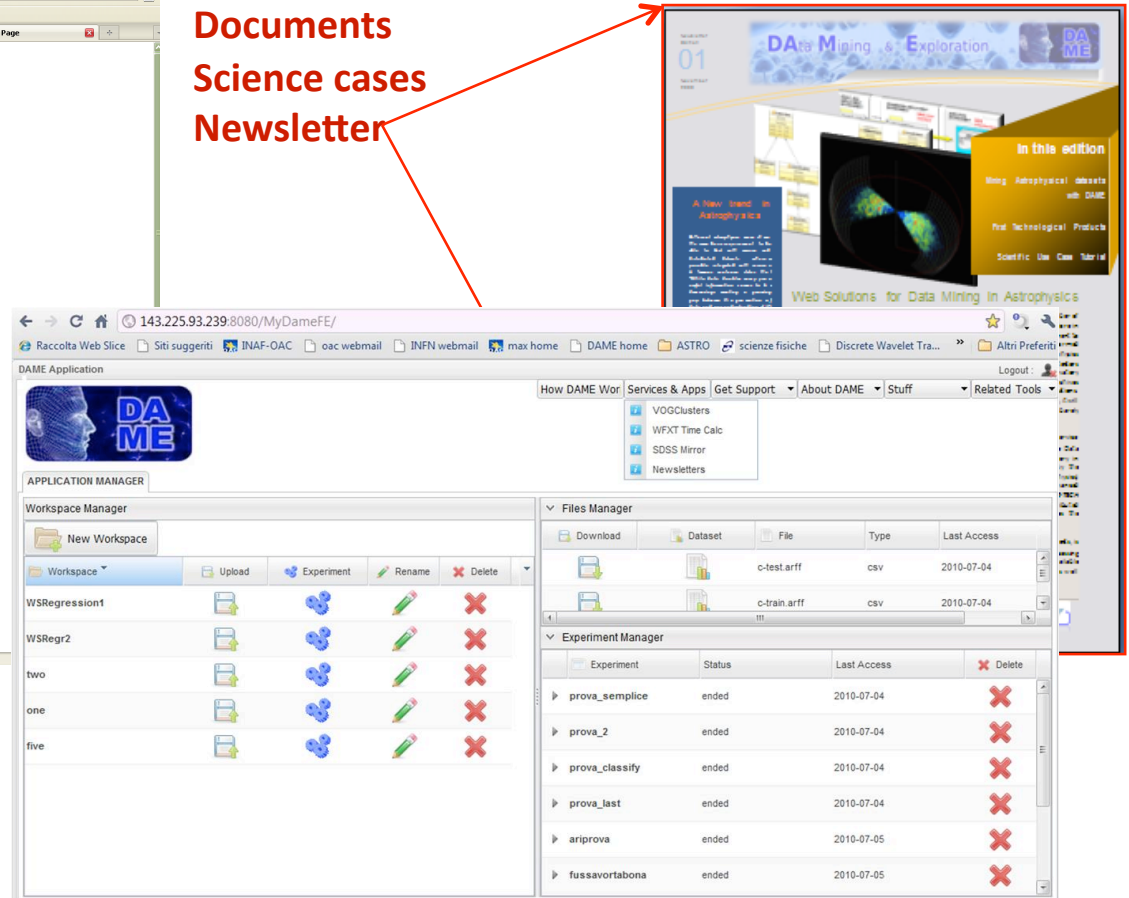 Page
Documents
Science cases
Newsletter
01
DAta Mining & Exploration
DA
ME
In this edition
Mining Astrophysical datasets
with DAME
First Technological Products
Scientific Use Case Tutorial
A New trend in
Astrophysics
Web Solutions for Data Mining in Astrophysics
143.225.93.239:8080/MyDameFE/
Raccolta Web Slice Siti suggeriti INAF-OAC oac webmail INFN webmail max home DAME home ASTRO scienze fisiche Discrete Wavelet Tra... » Altri Preferiti
DAME Application Logout :
DA
ME
How DAME Wor Services & Apps Get Support About DAME Stuff Related Tools
VOGClusters
WFXT Time Calc
SDSS Mirror
Newsletters
APPLICATION MANAGER
Workspace Manager
New Workspace
Workspace Upload Experiment Rename Delete
WSRegression1
WSRegr2
two
one
five
Files Manager
Download Dataset File Type Last Access
c-test.arff csv 2010-07-04
c-train.arff csv 2010-07-04
Experiment Manager
Experiment Status Last Access Delete
prova_semplice ended 2010-07-04
prova_2 ended 2010-07-04
prova_classify ended 2010-07-04
prova_last ended 2010-07-04
ariprova ended 2010-07-05
fussavortabona ended 2010-07-05